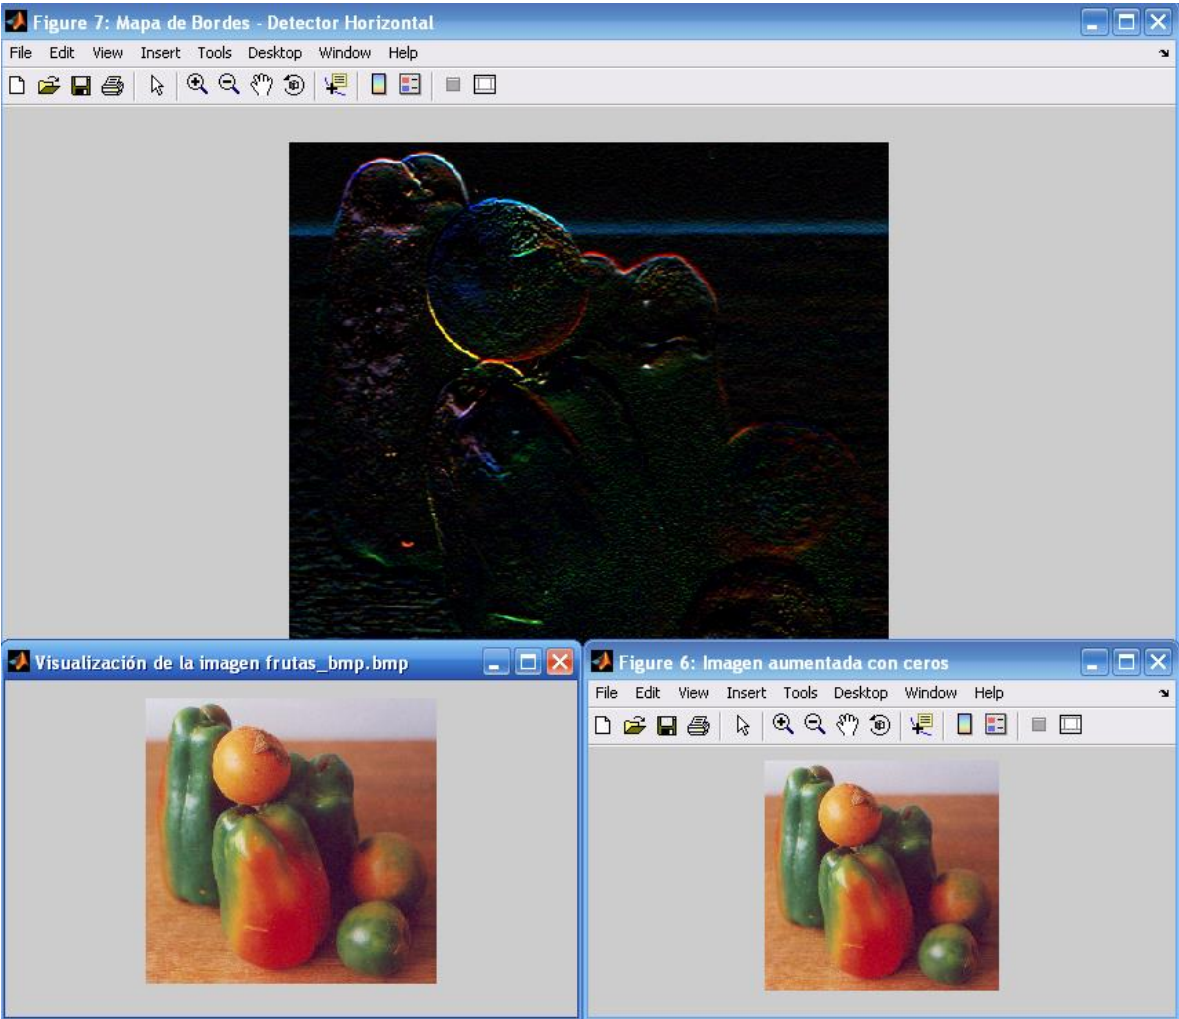 Figure 7: Mapa de Bordes - Detector Horizontal
File Edit View Insert Tools Desktop Window Help
Visualización de la imagen frutas_bmp.bmp
Figure 6: Imagen aumentada con ceros
File Edit View Insert Tools Desktop Window Help